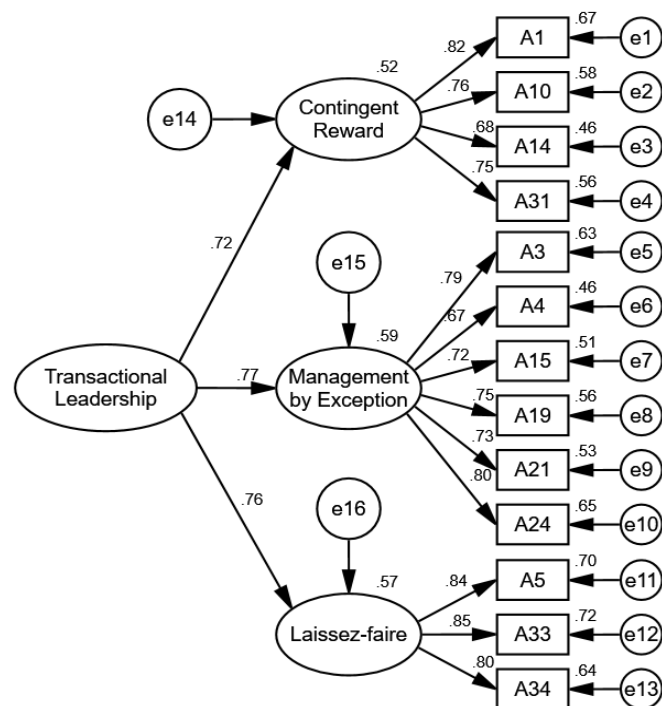 .67
A1
e1
.82
.52
.58
.76
A10
e2
Contingent
Reward
e14
.68
.46
A14
e3
.75
.56
A31
e4
.63
A3
e5
.72
e15
.79
.46
A4
e6
.67
.59
.51
.72
A15
e7
Transactional
Leadership
.77
Management
by Exception
.75
.56
A19
e8
.73
.53
A21
e9
.80
.65
A24
e10
.76
e16
.57
.84
.70
A5
e11
Laissez-faire
.85
.72
A33
e12
.80
.64
A34
e13